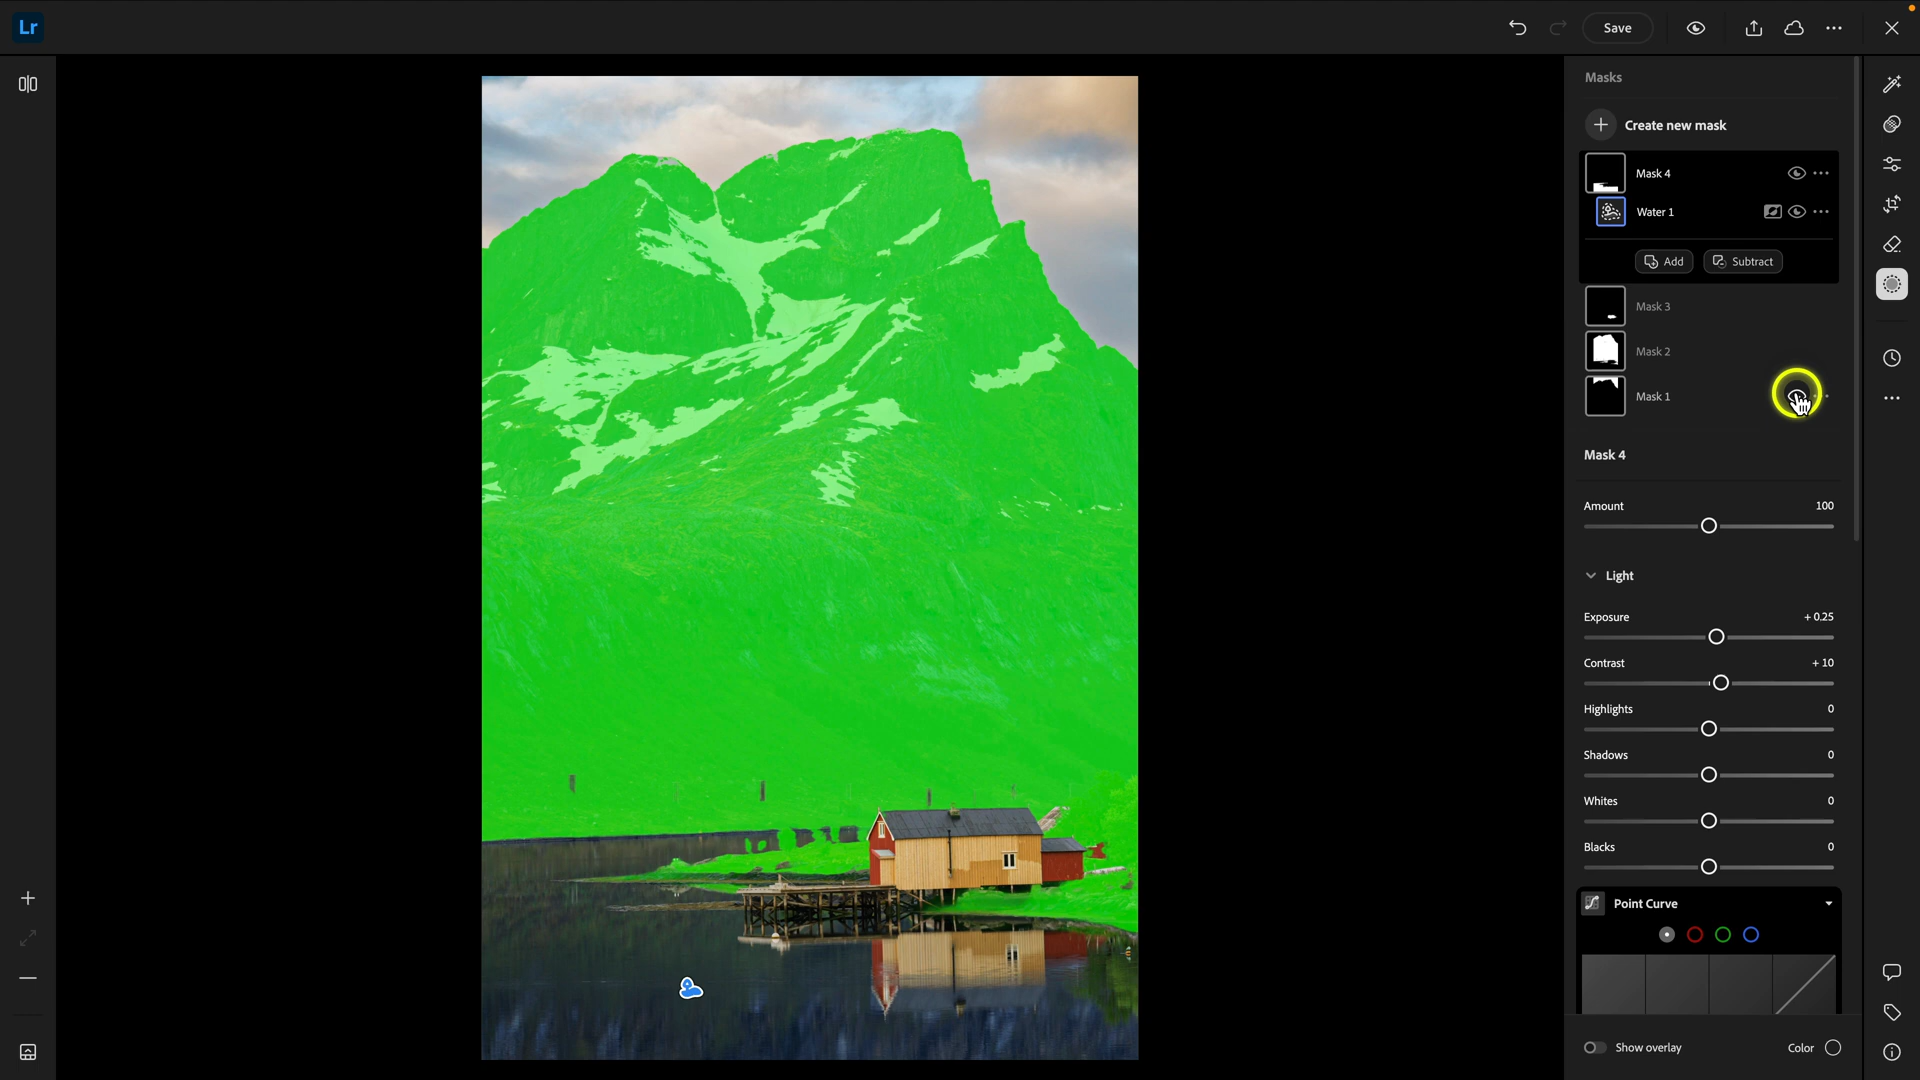 Lr
Save
Masks
Create new mask
Mask 4
Water 1
Add
Subtract
Mask 3
Mask 2
Mask 1
Mask 4
Amount 100
Light
Exposure + 0.25
Contrast + 10
Highlights 0
Shadows 0
Whites 0
Blacks 0
Point Curve
Show overlay Color